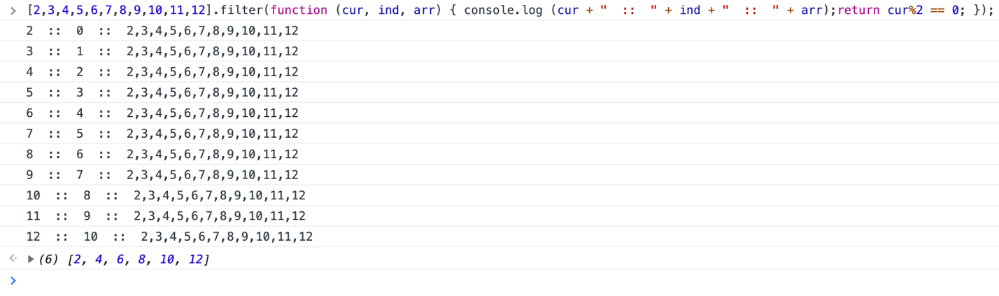 > [2,3,4,5,6,7,8,9,10,11,12].filter(function (cur, ind, arr) { console.log (cur + "  ::  " + ind + "  ::  " + arr);return cur%2 == 0; });
2  ::  0  ::  2,3,4,5,6,7,8,9,10,11,12
3  ::  1  ::  2,3,4,5,6,7,8,9,10,11,12
4  ::  2  ::  2,3,4,5,6,7,8,9,10,11,12
5  ::  3  ::  2,3,4,5,6,7,8,9,10,11,12
6  ::  4  ::  2,3,4,5,6,7,8,9,10,11,12
7  ::  5  ::  2,3,4,5,6,7,8,9,10,11,12
8  ::  6  ::  2,3,4,5,6,7,8,9,10,11,12
9  ::  7  ::  2,3,4,5,6,7,8,9,10,11,12
10  ::  8  ::  2,3,4,5,6,7,8,9,10,11,12
11  ::  9  ::  2,3,4,5,6,7,8,9,10,11,12
12  ::  10  ::  2,3,4,5,6,7,8,9,10,11,12
(6) [2, 4, 6, 8, 10, 12]
>